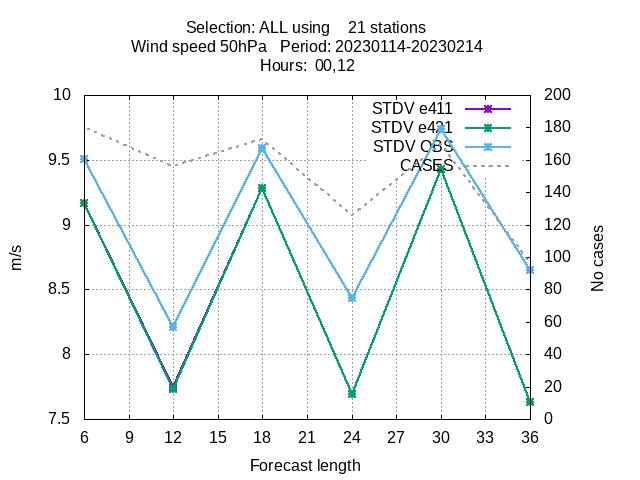 Selection: ALL using    21 stations
Wind speed 50hPa   Period: 20230114-20230214
Hours:  00,12
STDV e411
STDV e421
STDV OBS
CASES
10
9.5
9
8.5
8
7.5
m/s
200
180
160
140
120
100
80
60
40
20
0
No cases
6 9 12 15 18 21 24 27 30 33 36
Forecast length